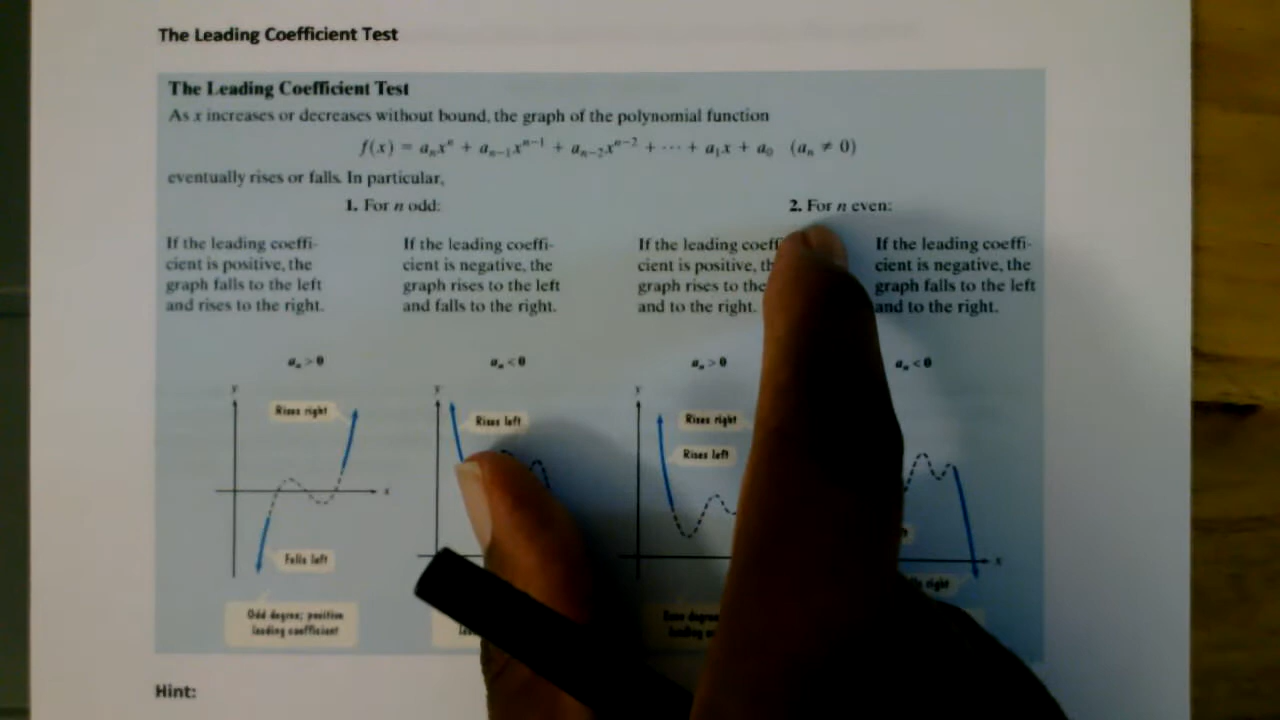 The Leading Coefficient Test
The Leading Coefficient Test
As x increases or decreases without bound, the graph of the polynomial function
f(x) = aₙxⁿ + aₙ₋₁xⁿ⁻¹ + aₙ₋₂xⁿ⁻² + ··· + a₁x + a₀ (aₙ ≠ 0)
eventually rises or falls. In particular,
1. For n odd:
2. For n even:
If the leading coeffi-
cient is positive, the
graph falls to the left
and rises to the right.
If the leading coeffi-
cient is negative, the
graph rises to the left
and falls to the right.
If the leading
cient is positive,
graph rises to the
and to the right.
If the leading coeffi-
cient is negative, the
graph falls to the left
and to the right.
aₙ > 0
aₙ < 0
aₙ > 0
aₙ < 0
y
Rises right
x
Falls left
Odd degree; positive
leading coefficient
y
Rises left
y
Rises right
Rises left
x
right
Hint: